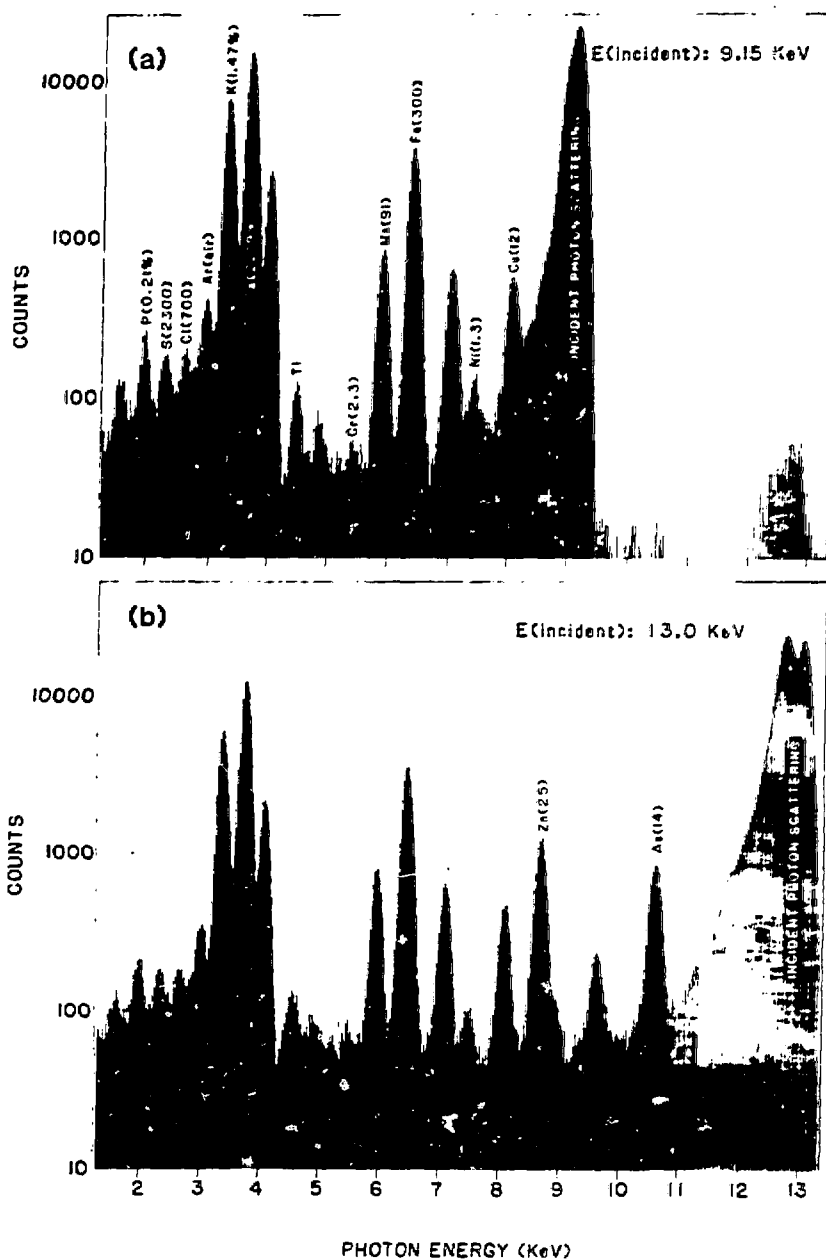 (a)
E(incident): 9.15 KeV
COUNTS
10000
1000
100
10
P(0.21%)
S(2300)
Cl(700)
Ar(air)
K(1.47%)
Ti
Cr(2.3)
Mn(91)
Fe(300)
Ni(1.3)
Cu(12)
INCIDENT PHOTON SCATTERING
(b)
E(incident): 13.0 KeV
COUNTS
10000
1000
100
10
Zn(25)
As(14)
INCIDENT PHOTON SCATTERING
2 3 4 5 6 7 8 9 10 11 12 13
PHOTON ENERGY (KeV)